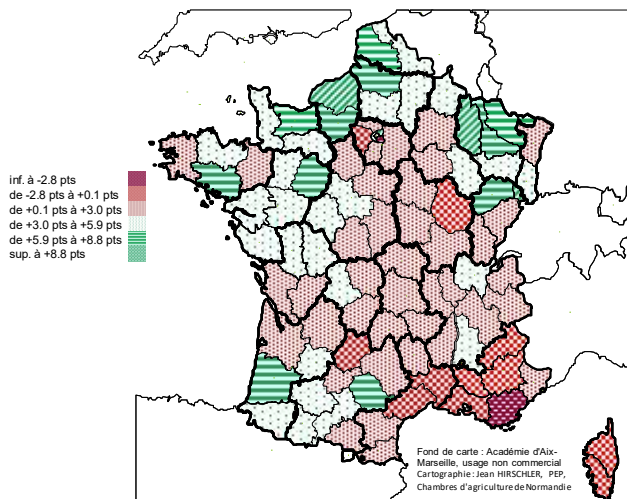 inf. à -2.8 pts
de -2.8 pts à +0.1 pts
de +0.1 pts à +3.0 pts
de +3.0 pts à +5.9 pts
de +5.9 pts à +8.8 pts
sup. à +8.8 pts
Fond de carte : Académie d'Aix-
Marseille, usage non commercial
Cartographie : Jean HIRSCHLER, PEP,
Chambres d'agriculture de Normandie